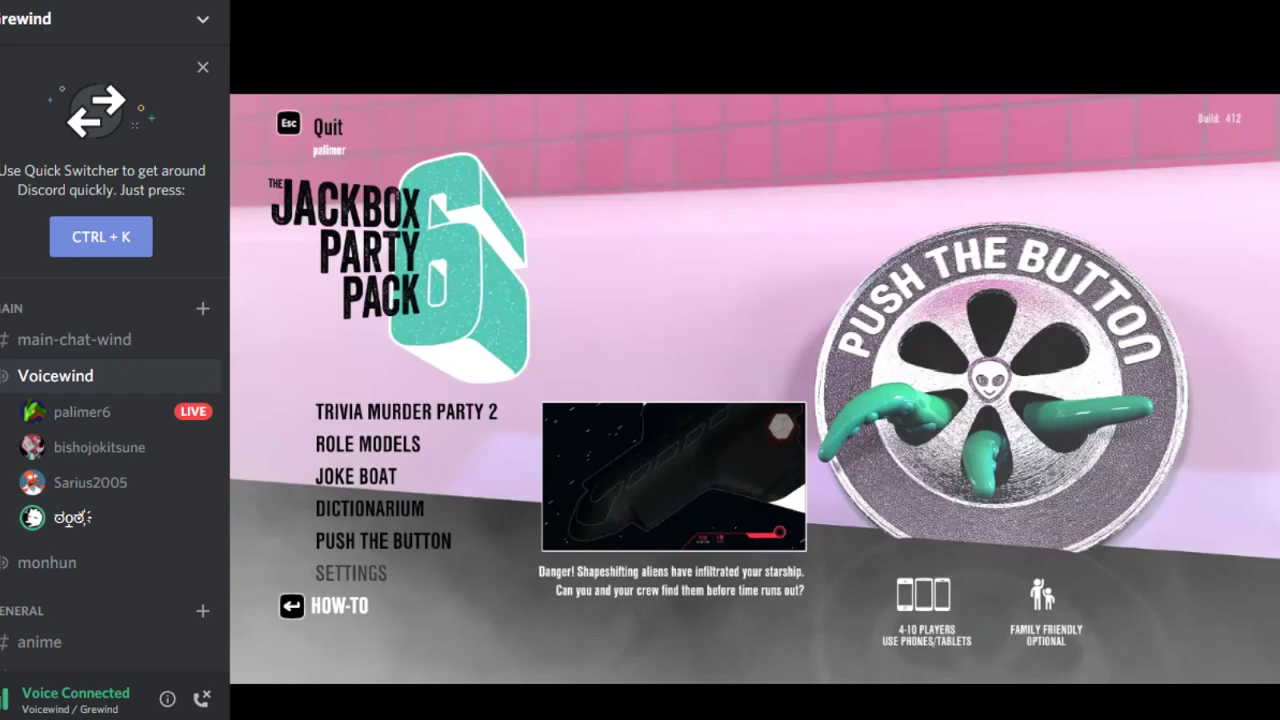 rewind
Use Quick Switcher to get around
Discord quickly. Just press:
CTRL + K
AIN
main-chat-wind
Voicewind
palimer6
LIVE
bishojokitsune
Sarius2005
monhun
ENERAL
anime
Voice Connected
Voicewind / Grewind
Esc
Quit
palimer
Build: 412
THE
JACKBOX
PARTY
PACK
6
TRIVIA MURDER PARTY 2
ROLE MODELS
JOKE BOAT
DICTIONARIUM
PUSH THE BUTTON
SETTINGS
HOW-TO
Danger! Shapeshifting aliens have infiltrated your starship.
Can you and your crew find them before time runs out?
PUSH THE BUTTON
4-10 PLAYERS
USE PHONES/TABLETS
FAMILY FRIENDLY
OPTIONAL